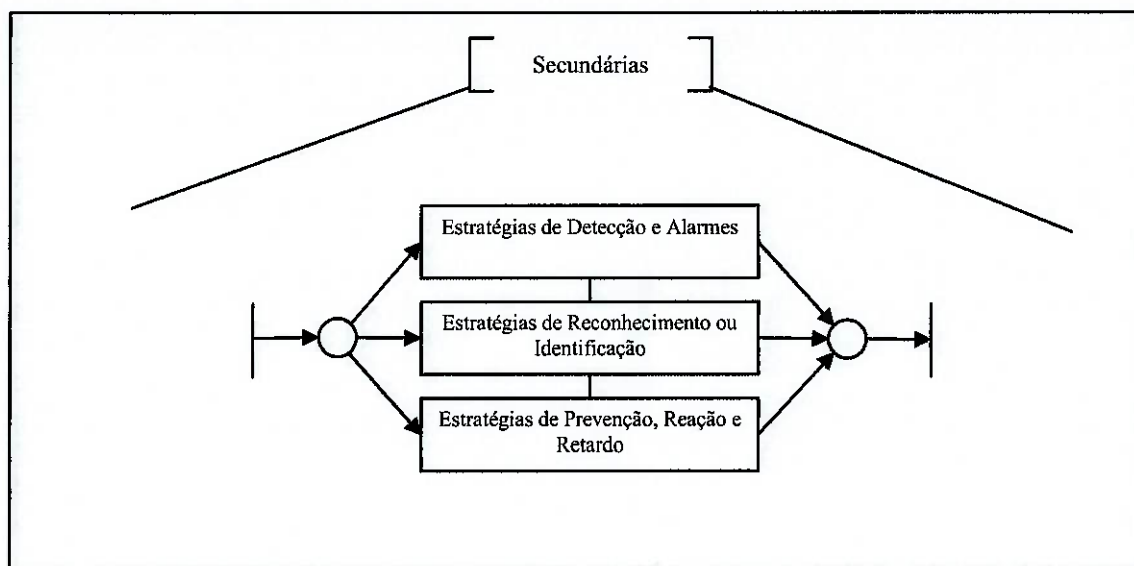 Secundárias
Estratégias de Detecção e Alarmes
Estratégias de Reconhecimento ou
Identificação
Estratégias de Prevenção, Reação e
Retardo